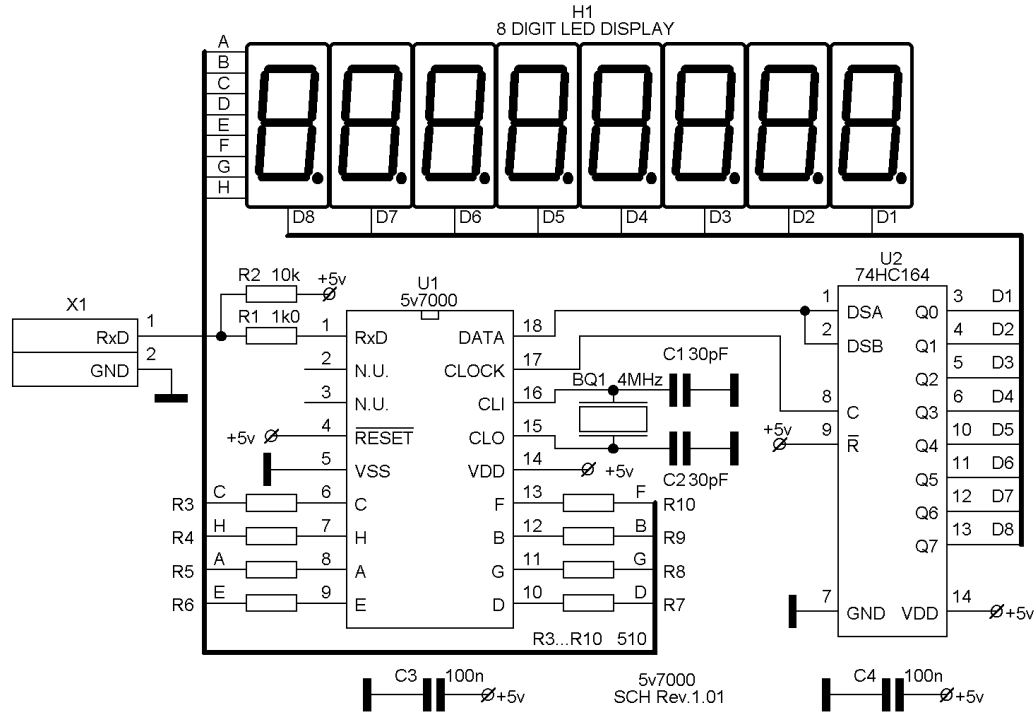 H1
8 DIGIT LED DISPLAY
A
B
C
D
E
F
G
H
D8 D7 D6 D5 D4 D3 D2 D1
R2 10k +5v
R1 1k0
X1
RxD 1
GND 2
U1
5v7000
1 RxD DATA 18
2 N.U. CLOCK 17
3 N.U. CLI 16
+5v 4 RESET CLO 15
5 VSS VDD 14 +5v
R3 C 6 C F 13 F R10
R4 H 7 H B 12 B R9
R5 A 8 A G 11 G R8
R6 E 9 E D 10 D R7
R3...R10 510
BQ1 4MHz
C1 30pF
C2 30pF
U2
74HC164
1 DSA Q0 3 D1
2 DSB Q1 4 D2
Q2 5 D3
8 C Q3 6 D4
+5v 9 R Q4 10 D5
Q5 11 D6
Q6 12 D7
Q7 13 D8
7 GND VDD 14 +5v
C3 100n +5v
5v7000
SCH Rev.1.01
C4 100n +5v